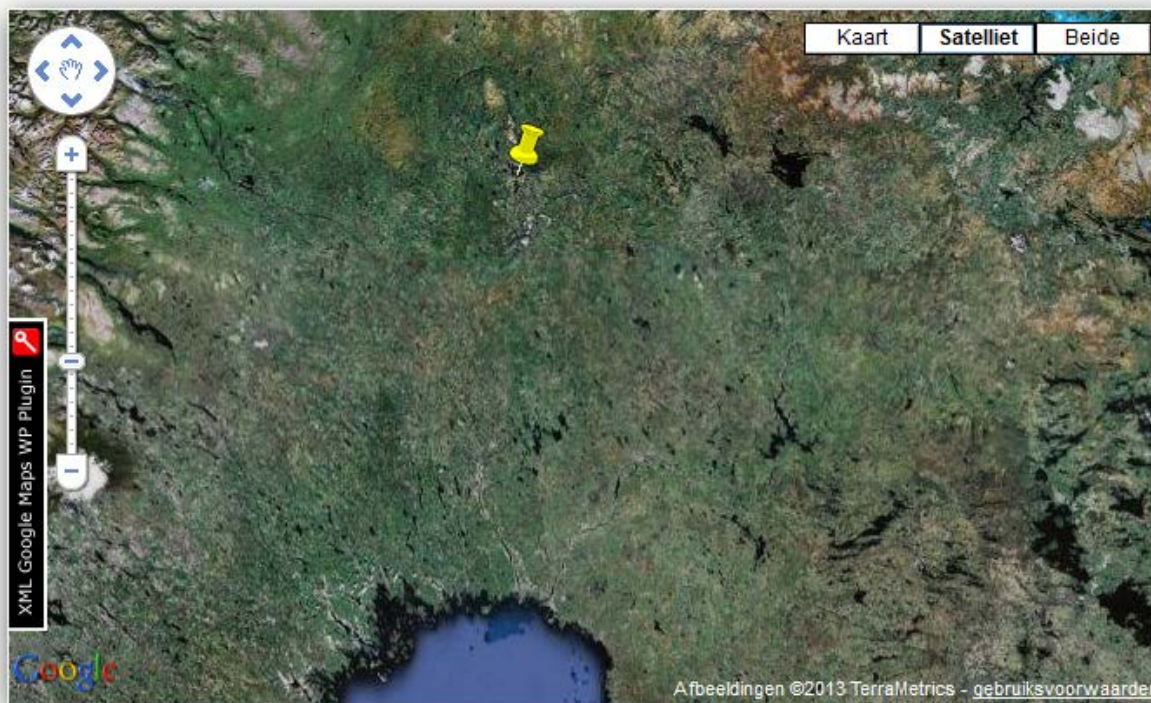 Kaart Satelliet Beide
XML Google Maps WP Plugin
Google
Afbeeldingen ©2013 TerraMetrics - gebruiksvoorwaarden